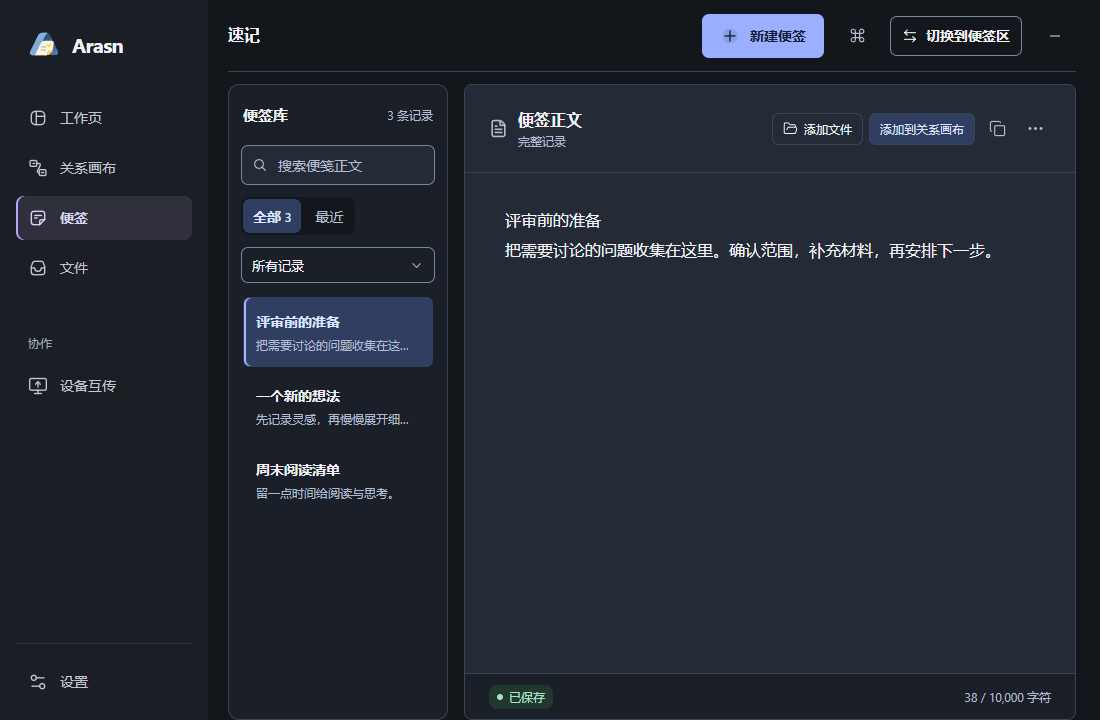 Arasn
工作页
关系画布
便签
文件
协作
设备互传
设置
速记
新建便签
切换到便签区
便签库
3 条记录
搜索便笺正文
全部 3
最近
所有记录
评审前的准备
把需要讨论的问题收集在这...
一个新的想法
先记录灵感，再慢慢展开细...
周末阅读清单
留一点时间给阅读与思考。
便签正文
完整记录
添加文件
添加到关系画布
评审前的准备
把需要讨论的问题收集在这里。确认范围，补充材料，再安排下一步。
已保存
38 / 10,000 字符